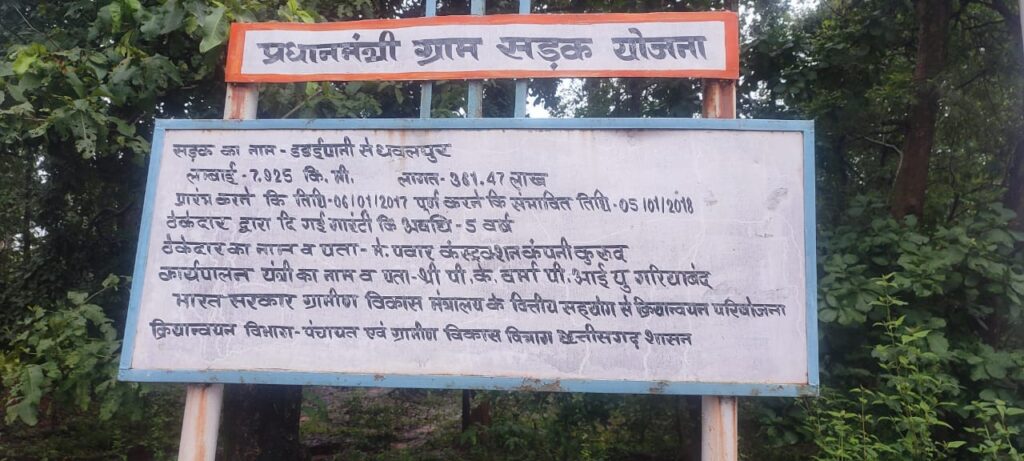 प्रधानमंत्री ग्राम सड़क योजना
सड़क का नाम - डडईपानी से धवलपुर
लम्बाई - 7.925 कि. मी. लागत - 361.47 लाख
प्रारंभ करने कि तिथि - 06/01/2017 पूर्ण करने कि संभावित तिथि - 05/01/2018
ठेकेदार द्वारा दि गई गारंटी कि अवधि - 5 वर्ष
ठेकेदार का नाम व पता - मे. पवार कंस्ट्रक्शन कंपनी कुरुद
कार्यपालन यंत्री का नाम व पता - श्री पी. के. वर्मा पी. आई यु गरियाबंद
भारत सरकार ग्रामीण विकास मंत्रालय के वित्तीय सहयोग से क्रियान्वयन परियोजना
क्रियान्वयन विभाग - पंचायत एवं ग्रामीण विकास विभाग छत्तीसगढ़ शासन